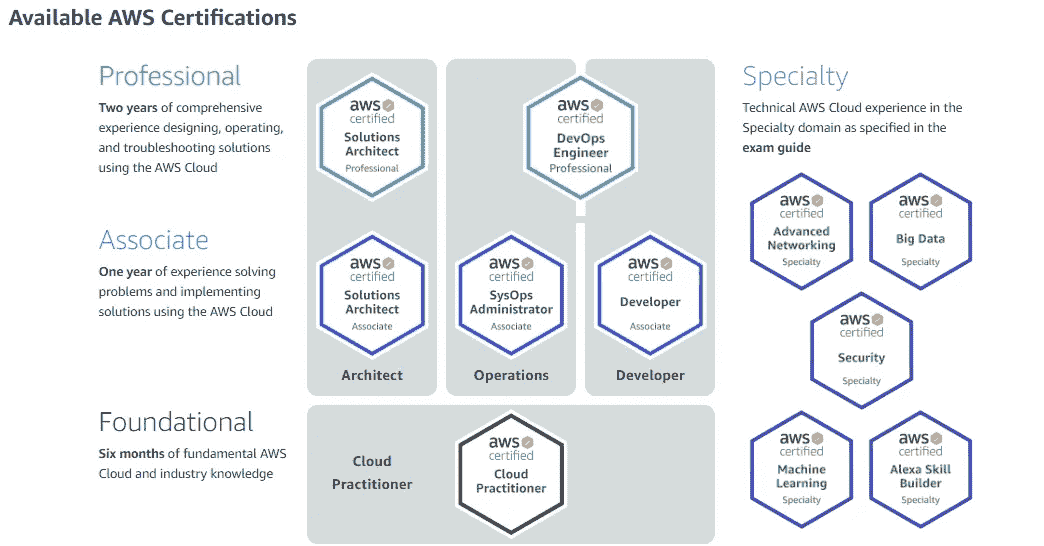 Available AWS Certifications
Professional
Two years of comprehensive
experience designing, operating,
and troubleshooting solutions
using the AWS Cloud
aws
certified
Solutions
Architect
Professional
aws
certified
DevOps
Engineer
Professional
Associate
One year of experience solving
problems and implementing
solutions using the AWS Cloud
aws
certified
Solutions
Architect
Associate
Architect
aws
certified
SysOps
Administrator
Associate
Operations
aws
certified
Developer
Associate
Developer
Foundational
Six months of fundamental AWS
Cloud and industry knowledge
Cloud
Practitioner
aws
certified
Cloud
Practitioner
Specialty
Technical AWS Cloud experience in the
Specialty domain as specified in the
exam guide
aws
certified
Advanced
Networking
Specialty
aws
certified
Big Data
Specialty
aws
certified
Security
Specialty
aws
certified
Machine
Learning
Specialty
aws
certified
Alexa Skill
Builder
Specialty